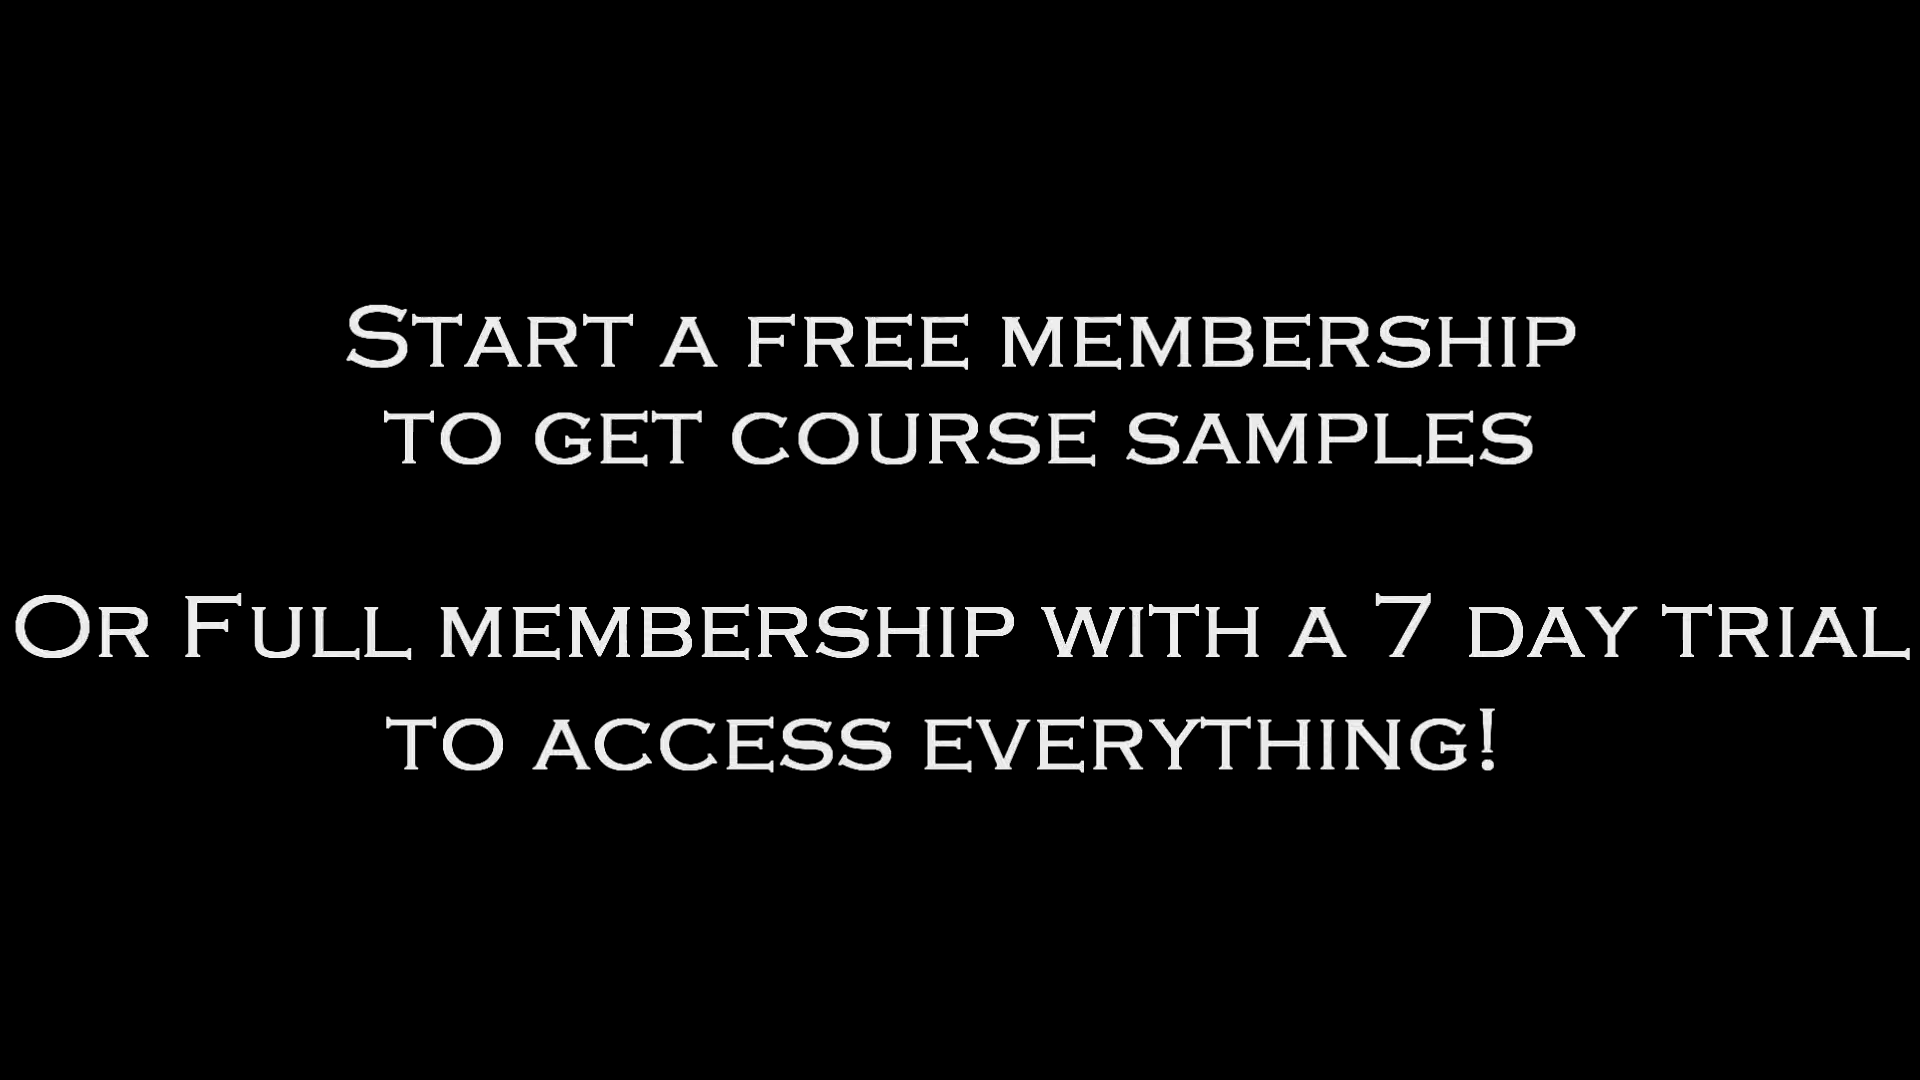 Start a free membership
to get course samples
Or Full membership with a 7 day trial
to access everything!